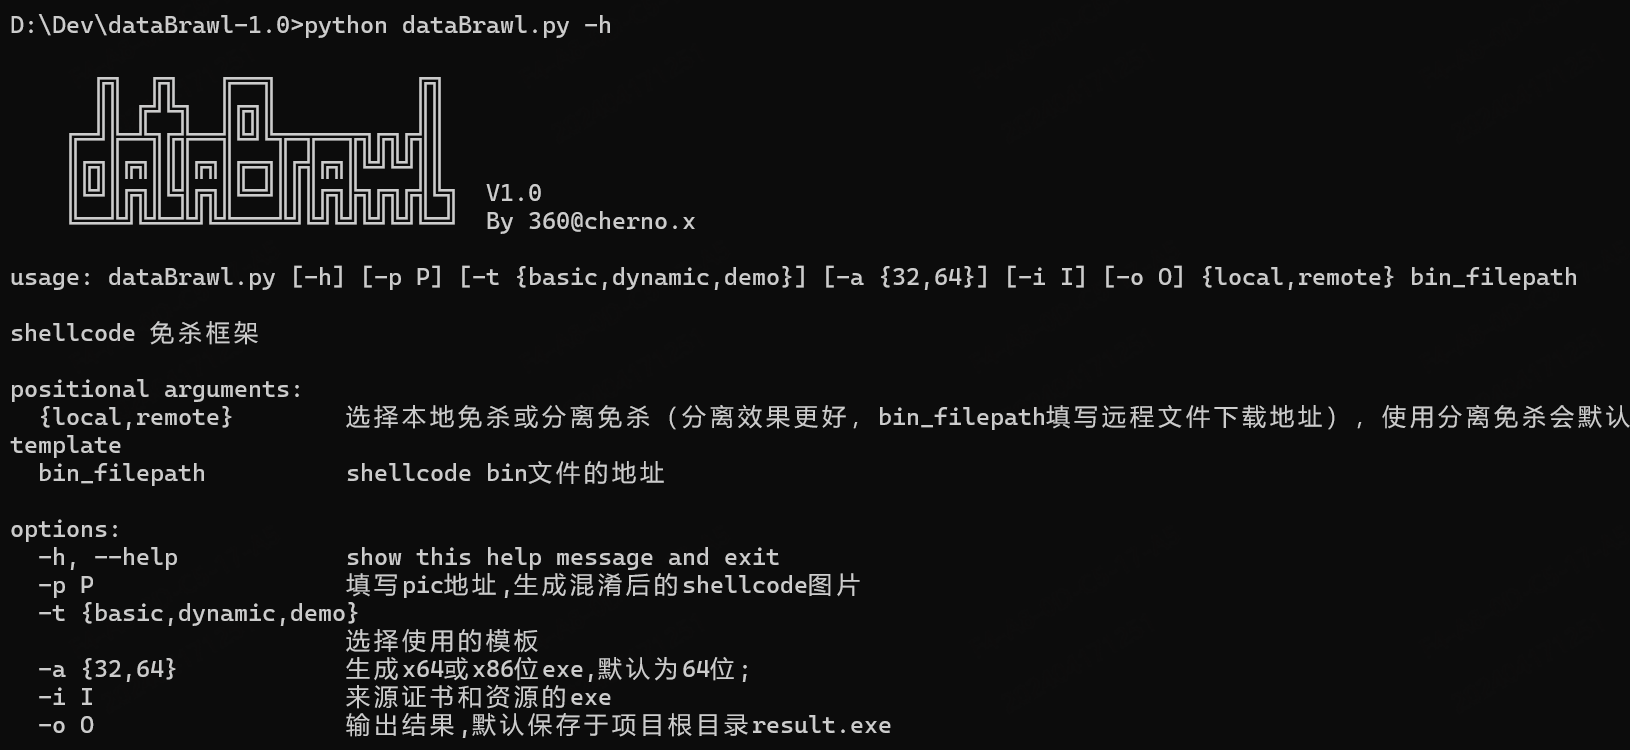 D:\Dev\dataBrawl-1.0>python dataBrawl.py -h
V1.0
By 360@cherno.x
usage: dataBrawl.py [-h] [-p P] [-t {basic,dynamic,demo}] [-a {32,64}] [-i I] [-o O] {local,remote} bin_filepath
shellcode 免杀框架
positional arguments:
{local,remote} 选择本地免杀或分离免杀（分离效果更好，bin_filepath填写远程文件下载地址），使用分离免杀会默认
template
bin_filepath shellcode bin文件的地址
options:
-h, --help show this help message and exit
-p P 填写pic地址,生成混淆后的shellcode图片
-t {basic,dynamic,demo}
选择使用的模板
-a {32,64} 生成x64或x86位exe,默认为64位;
-i I 来源证书和资源的exe
-o O 输出结果,默认保存于项目根目录result.exe